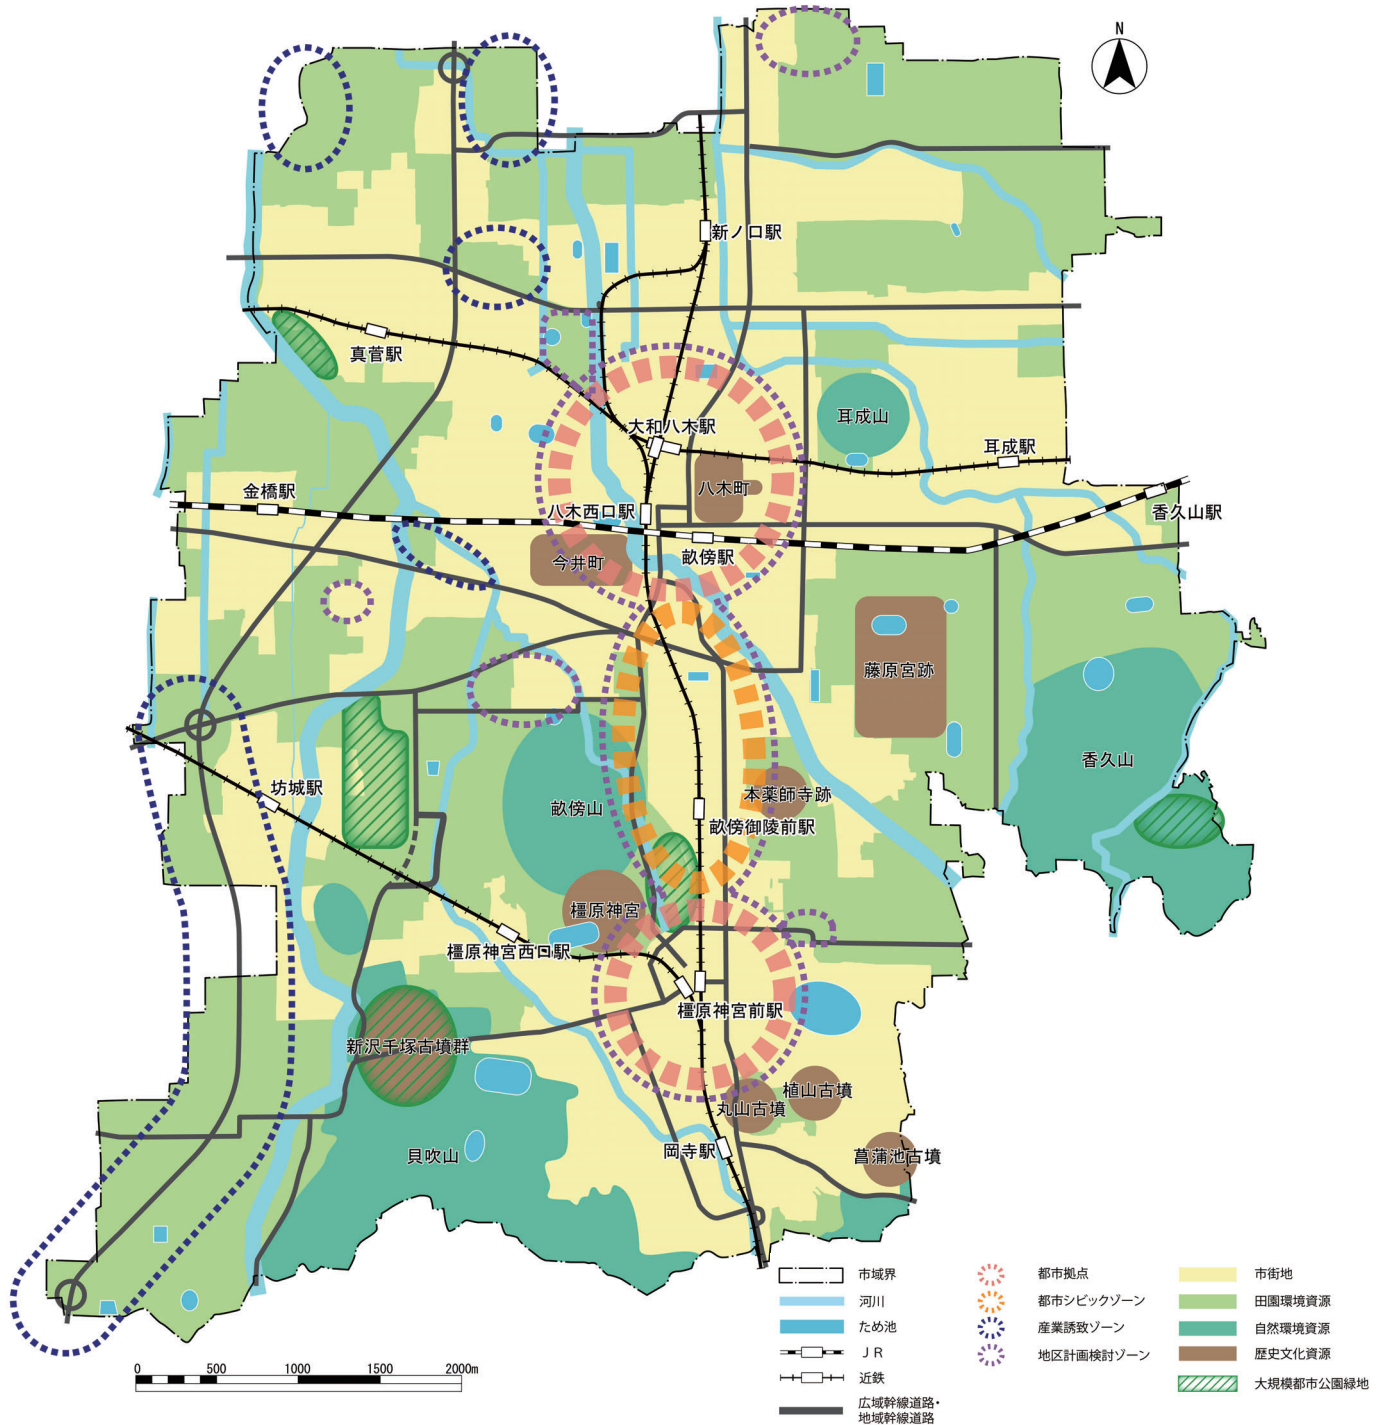 N
新ノ口駅
真菅駅
大和八木駅
耳成山
耳成駅
金橋駅
八木町
八木西口駅
香久山駅
畝傍駅
今井町
藤原宮跡
香久山
坊城駅
畝傍山
本薬師寺跡
畝傍御陵前駅
橿原神宮
橿原神宮西口駅
橿原神宮前駅
新沢千塚古墳群
植山古墳
丸山古墳
岡寺駅
貝吹山
菖蒲池古墳
市域界
河川
ため池
ＪＲ
近鉄
広域幹線道路・
地域幹線道路
都市拠点
都市シビックゾーン
産業誘致ゾーン
地区計画検討ゾーン
市街地
田園環境資源
自然環境資源
歴史文化資源
大規模都市公園緑地
0 500 1000 1500 2000m